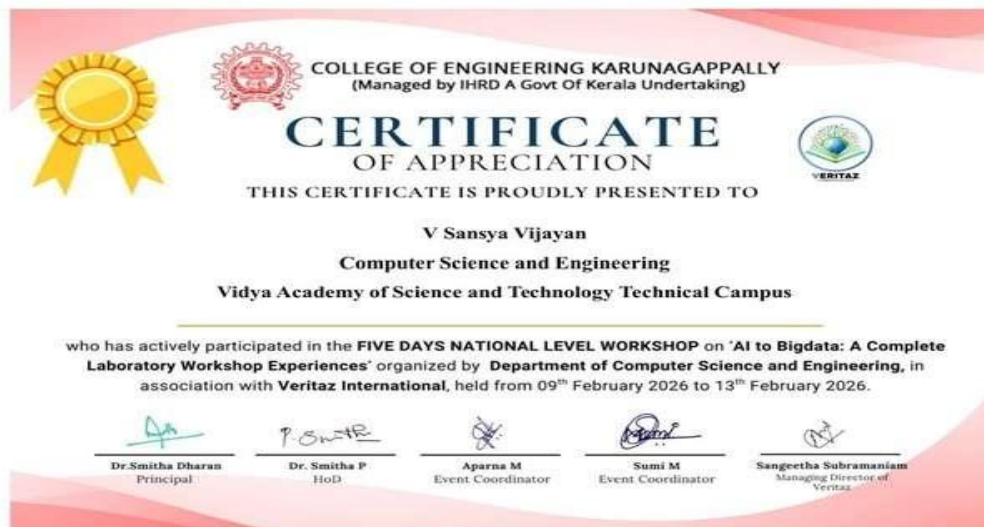 COLLEGE OF ENGINEERING KARUNAGAPPALLY
(Managed by IHRD A Govt Of Kerala Undertaking)
CERTIFICATE
OF APPRECIATION
VERITAZ
THIS CERTIFICATE IS PROUDLY PRESENTED TO
V Sansya Vijayan
Computer Science and Engineering
Vidya Academy of Science and Technology Technical Campus
who has actively participated in the FIVE DAYS NATIONAL LEVEL WORKSHOP on 'AI to Bigdata: A Complete
Laboratory Workshop Experiences' organized by Department of Computer Science and Engineering, in
association with Veritaz International, held from 09th February 2026 to 13th February 2026.
P. Smitha
Dr.Smitha Dharan Dr. Smitha P Aparna M Sumi M Sangeetha Subramaniam
Principal HoD Event Coordinator Event Coordinator Managing Director of
Veritaz